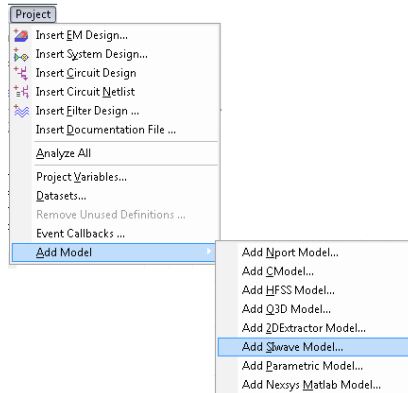 Project
Insert EM Design...
Insert System Design...
Insert Circuit Design
Insert Circuit Netlist
Insert Filter Design ...
Insert Documentation File ...
Analyze All
Project Variables...
Datasets...
Remove Unused Definitions ...
Event Callbacks ...
Add Model
Add Nport Model...
Add CModel...
Add HFSS Model...
Add Q3D Model...
Add 2DExtractor Model...
Add SIwave Model...
Add Parametric Model...
Add Nexsys Matlab Model...